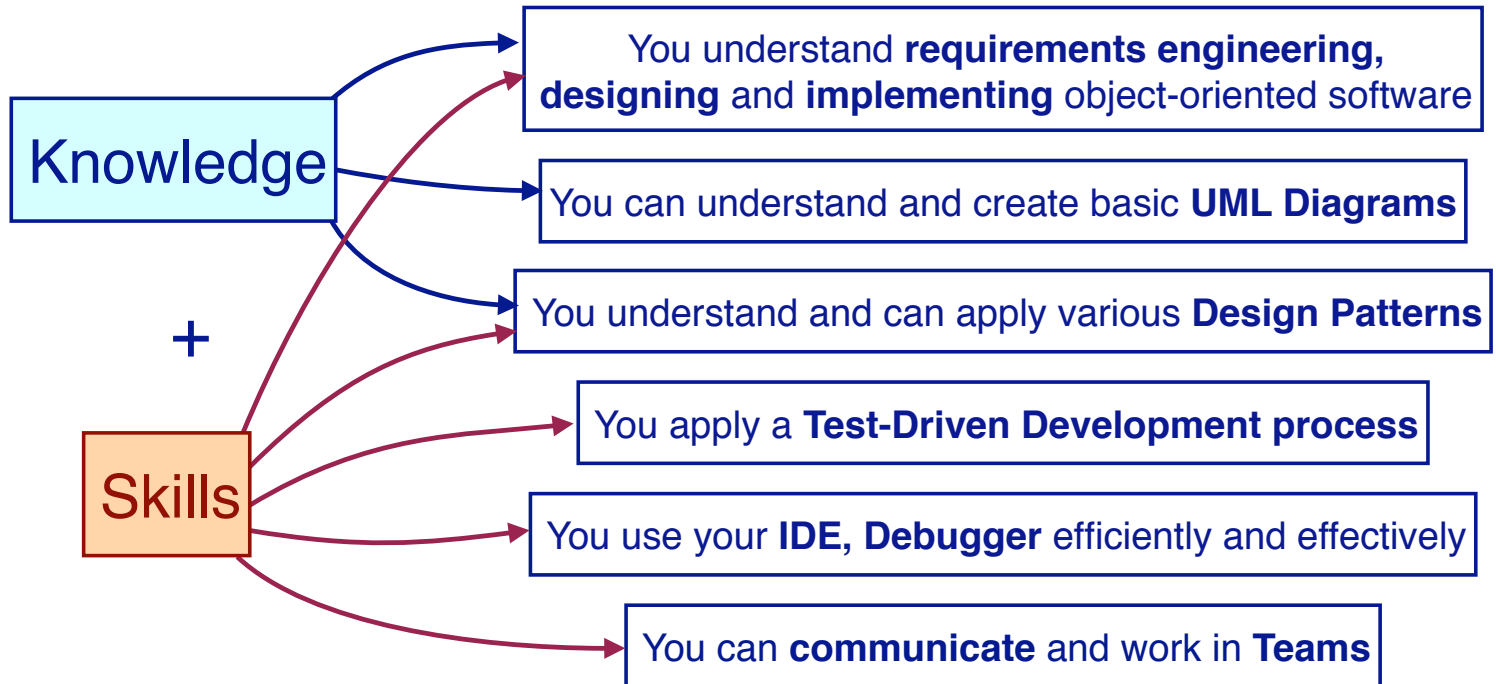 You understand requirements engineering,
designing and implementing object-oriented software
Knowledge
You can understand and create basic UML Diagrams
You understand and can apply various Design Patterns
+
You apply a Test-Driven Development process
Skills
You use your IDE, Debugger efficiently and effectively
You can communicate and work in Teams